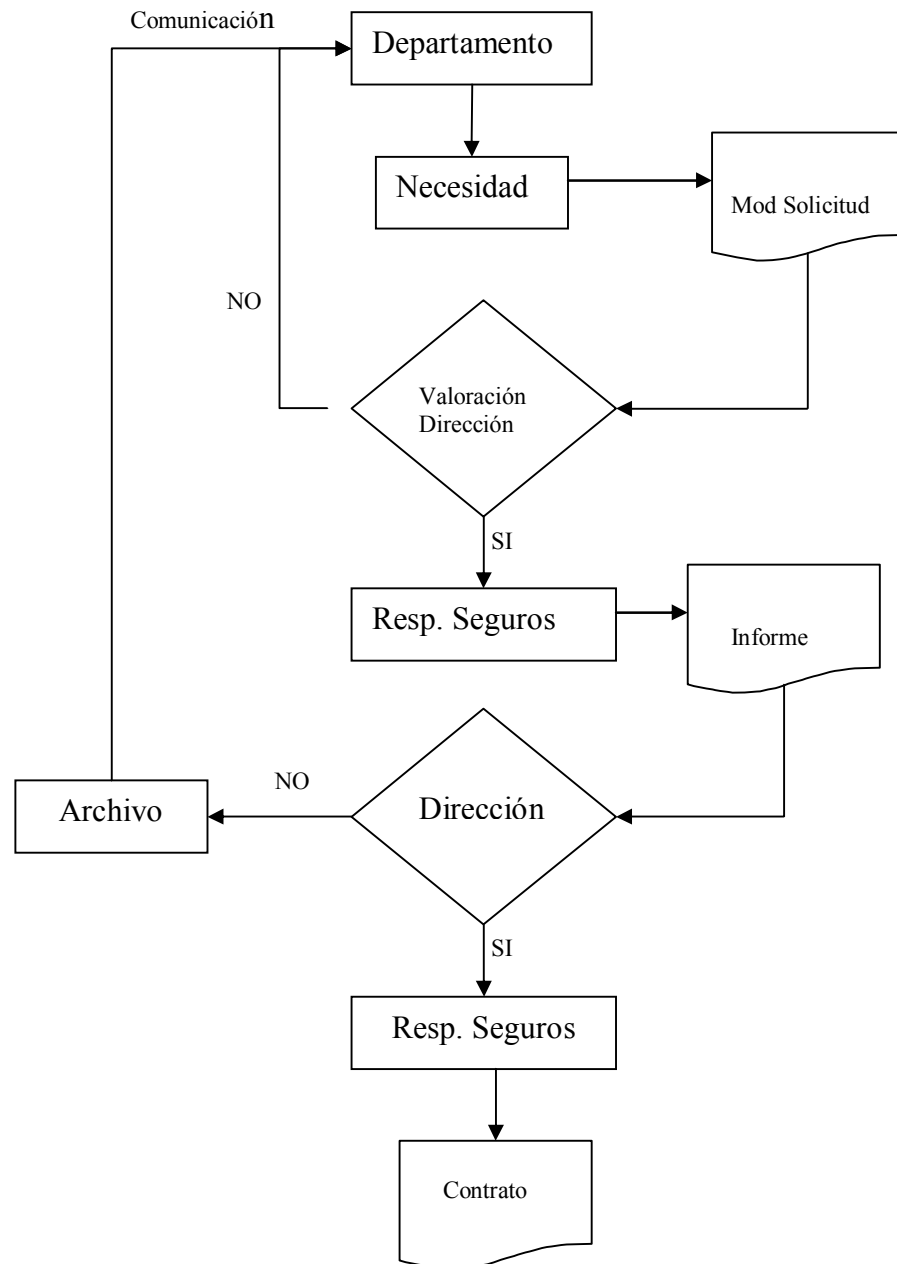 Comunicación
Departamento
Necesidad
Mod Solicitud
NO
Valoración
Dirección
SI
Resp. Seguros
Informe
NO
Archivo
Dirección
SI
Resp. Seguros
Contrato